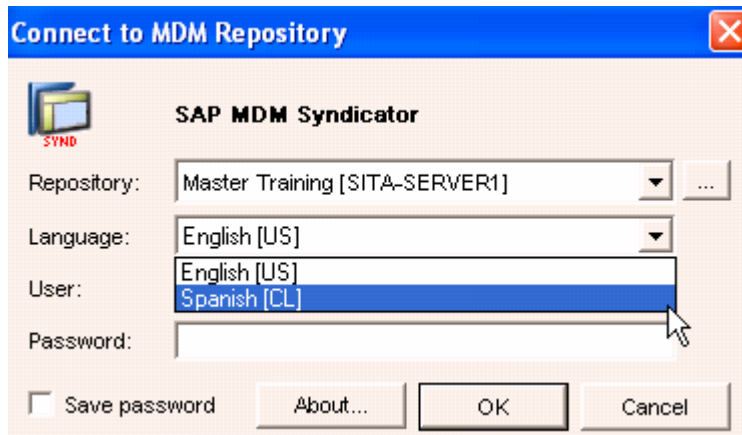 Connect to MDM Repository
SYND
SAP MDM Syndicator
Repository: Master Training [SITA-SERVER1] ...
Language: English [US]
English [US]
User:
Spanish [CL]
Password:
Save password About... OK Cancel